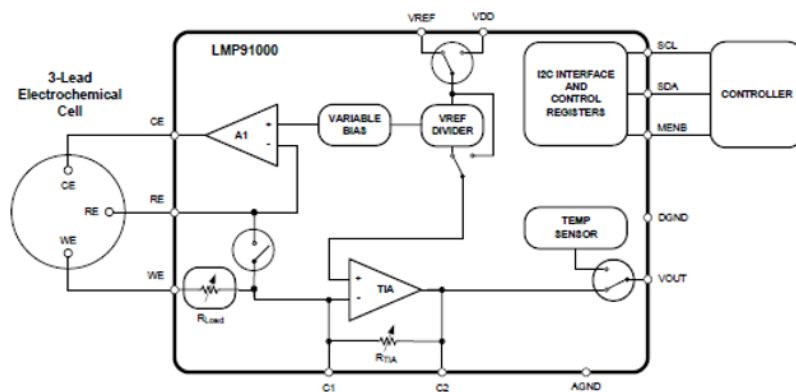 VREF VDD
LMP91000
SCL
3-Lead
Electrochemical
Cell
I2C INTERFACE
AND
CONTROL
REGISTERS
SDA
CONTROLLER
CE
+
A1
-
VARIABLE
BIAS
VREF
DIVIDER
MENB
CE
RE
RE
TEMP
SENSOR
DGND
WE
WE
+
TIA
-
VOUT
RLoad
RTIA
C1 C2 AGND